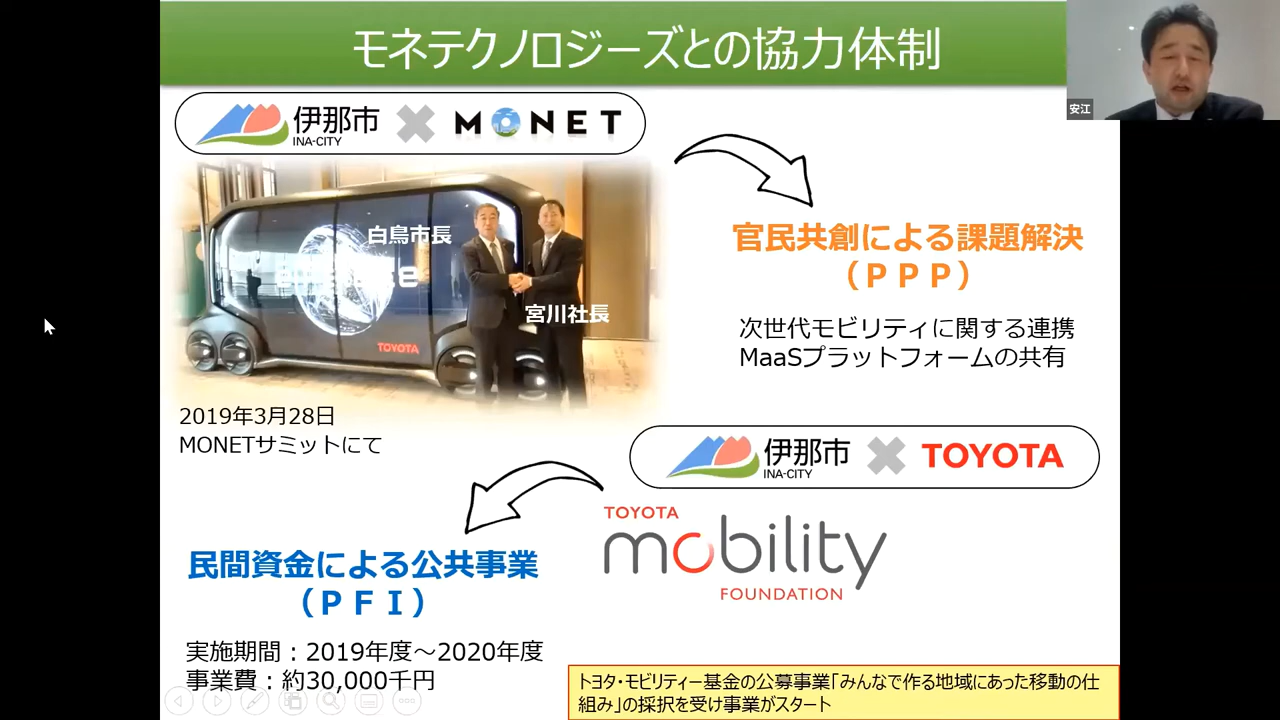 モネテクノロジーズとの協力体制
安江
伊那市
INA-CITY
MONET
白鳥市長
宮川社長
TOYOTA
2019年3月28日
MONETサミットにて
官民共創による課題解決
（ＰＰＰ）
次世代モビリティに関する連携
MaaSプラットフォームの共有
伊那市
INA-CITY
TOYOTA
TOYOTA
mobility
FOUNDATION
民間資金による公共事業
（ＰＦＩ）
実施期間：2019年度～2020年度
事業費：約30,000千円
トヨタ・モビリティー基金の公募事業「みんなで作る地域にあった移動の仕
組み」の採択を受け事業がスタート